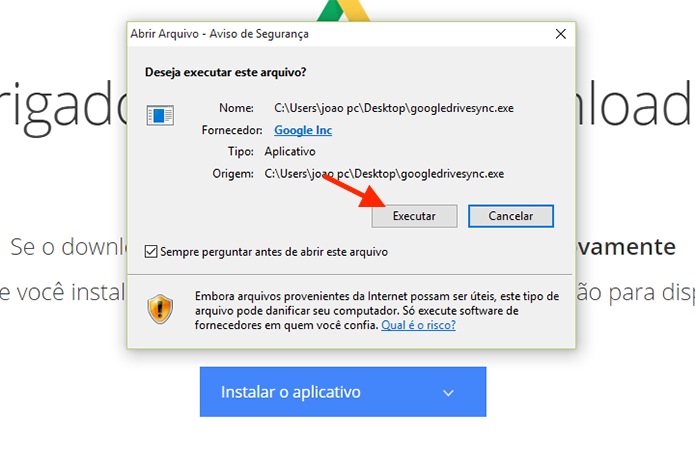 Abrir Arquivo - Aviso de Segurança
Deseja executar este arquivo?
rigado
nload
Nome: C:\Users\joao pc\Desktop\googledrivesync.exe
Fornecedor: Google Inc
Tipo: Aplicativo
Origem: C:\Users\joao pc\Desktop\googledrivesync.exe
Executar Cancelar
Se o downl ovamente
Sempre perguntar antes de abrir este arquivo
e você instal ão para disp
Embora arquivos provenientes da Internet possam ser úteis, este tipo de
arquivo pode danificar seu computador. Só execute software de
fornecedores em quem você confia. Qual é o risco?
Instalar o aplicativo